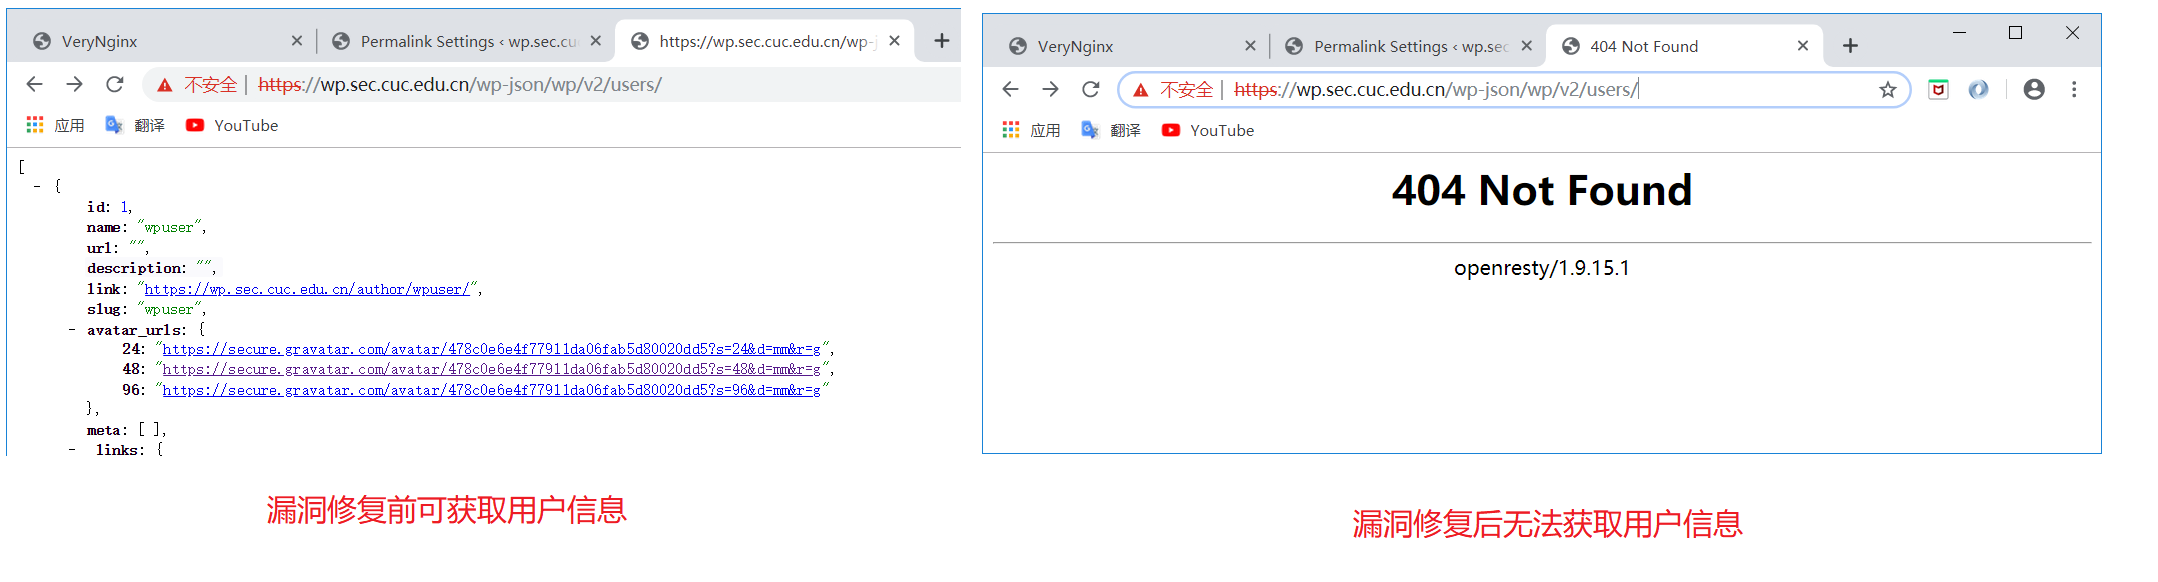 VeryNginx
Permalink Settings ‹ wp.sec.cu
https://wp.sec.cuc.edu.cn/wp-j
不安全 | https://wp.sec.cuc.edu.cn/wp-json/wp/v2/users/
应用 翻译 YouTube
[
- {
id: 1,
name: "wpuser",
url: "",
description: "",
link: "https://wp.sec.cuc.edu.cn/author/wpuser/",
slug: "wpuser",
- avatar_urls: {
24: "https://secure.gravatar.com/avatar/478c0e6e4f77911da06fab5d80020dd5?s=24&d=mm&r=g",
48: "https://secure.gravatar.com/avatar/478c0e6e4f77911da06fab5d80020dd5?s=48&d=mm&r=g",
96: "https://secure.gravatar.com/avatar/478c0e6e4f77911da06fab5d80020dd5?s=96&d=mm&r=g"
},
meta: [ ],
- _links: {
漏洞修复前可获取用户信息
VeryNginx
Permalink Settings ‹ wp.sec
404 Not Found
不安全 | https://wp.sec.cuc.edu.cn/wp-json/wp/v2/users/
应用 翻译 YouTube
404 Not Found
openresty/1.9.15.1
漏洞修复后无法获取用户信息